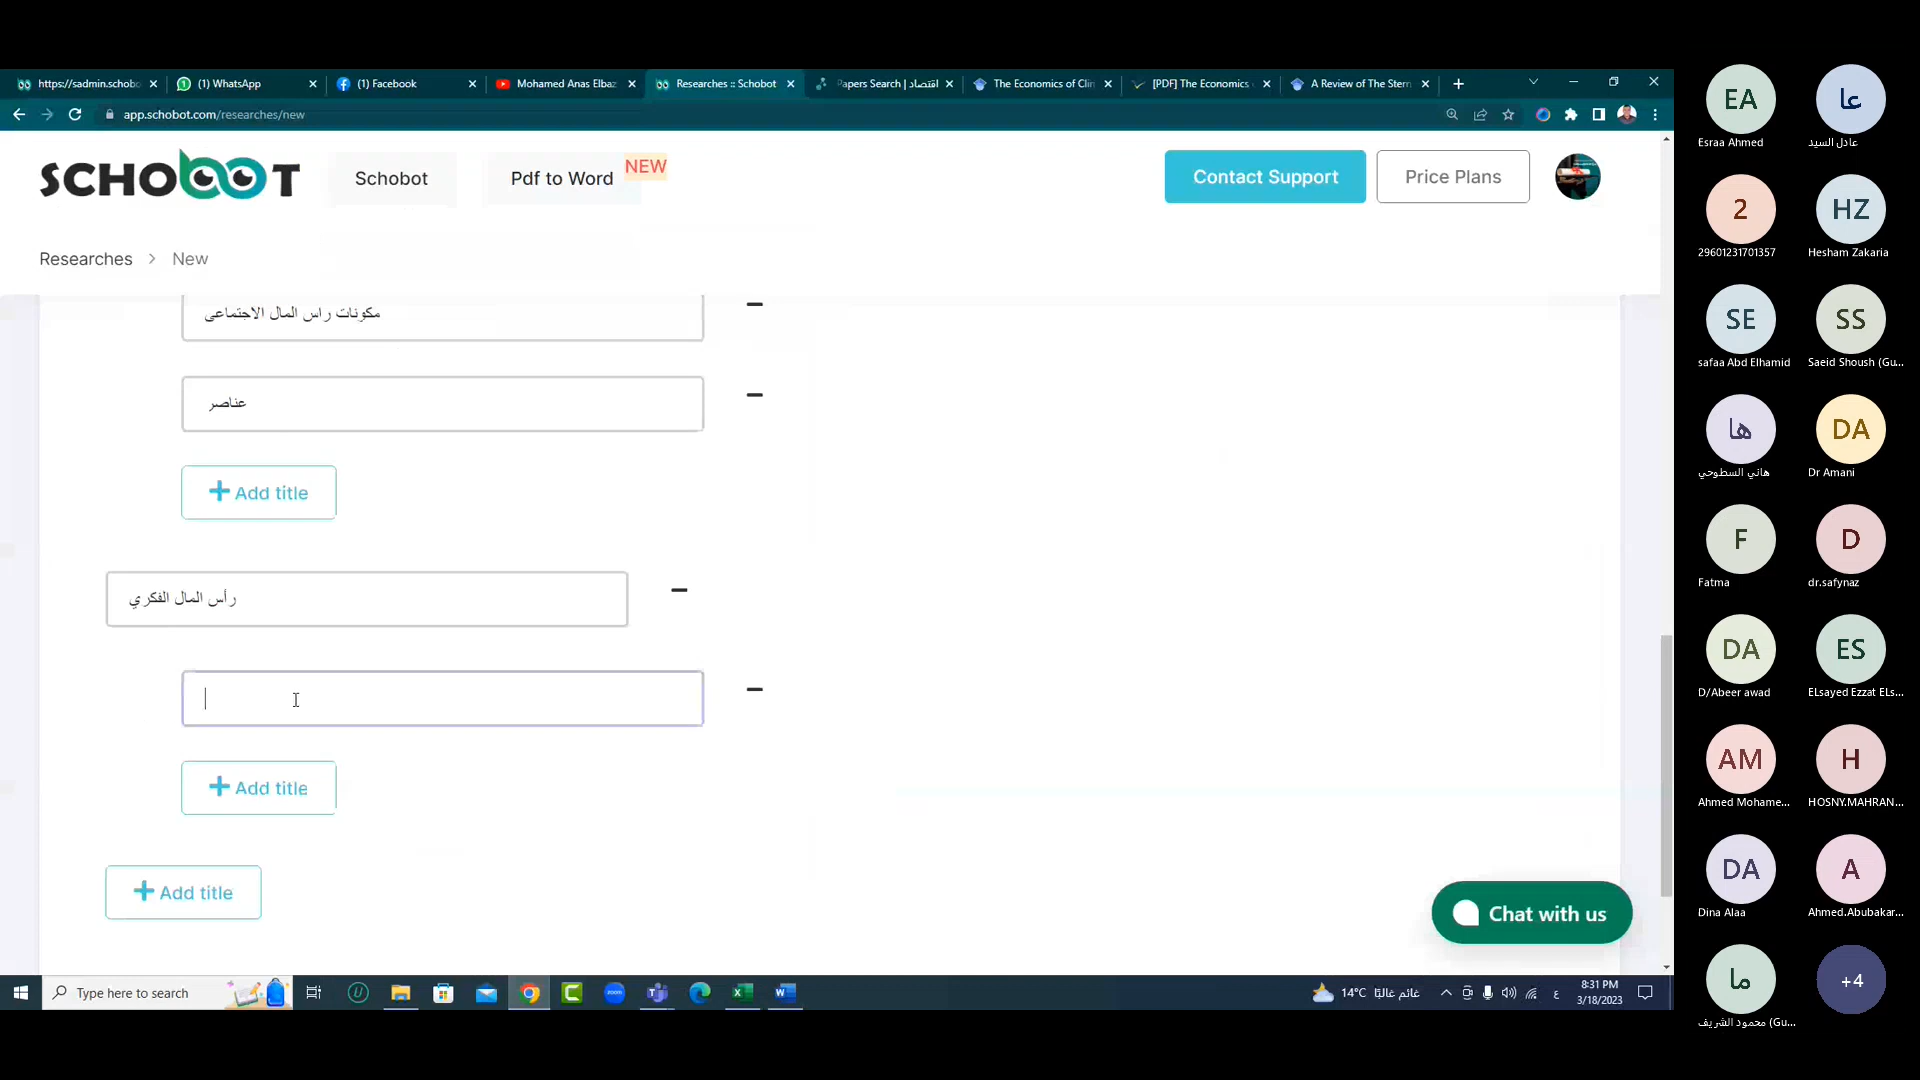 https://sadmin.schobo
(1) WhatsApp
(1) Facebook
Mohamed Anas Elbaz
Researches :: Schobot
Papers Search | اقتصاد
The Economics of Clim
[PDF] The Economics
A Review of The Stern
app.schobot.com/researches/new
SCHOBOT
Schobot
Pdf to Word
NEW
Contact Support
Price Plans
Researches
New
مكونات راس المال الاجتماعى
عناصر
Add title
رأس المال الفكري
Add title
Add title
Chat with us
Type here to search
14°C غائم غالبًا
ع
8:31 PM
3/18/2023
EA
Esraa Ahmed
عا
عادل السيد
2
29601231701357
HZ
Hesham Zakaria
SE
safaa Abd Elhamid
SS
Saeid Shoush (Gu...
ها
هاني السطوحي
DA
Dr Amani
F
Fatma
D
dr.safynaz
DA
D/Abeer awad
ES
ELsayed Ezzat ELs...
AM
Ahmed Mohame...
H
HOSNY.MAHRAN...
DA
Dina Alaa
A
Ahmed.Abubakar...
ما
محمود الشريف (Gu...
+4